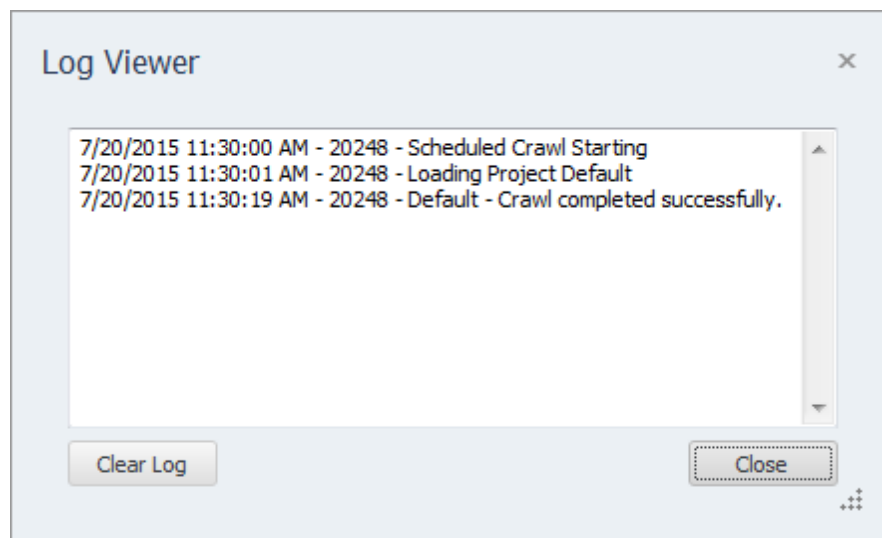 Log Viewer
7/20/2015 11:30:00 AM - 20248 - Scheduled Crawl Starting
7/20/2015 11:30:01 AM - 20248 - Loading Project Default
7/20/2015 11:30:19 AM - 20248 - Default - Crawl completed successfully.
Clear Log
Close